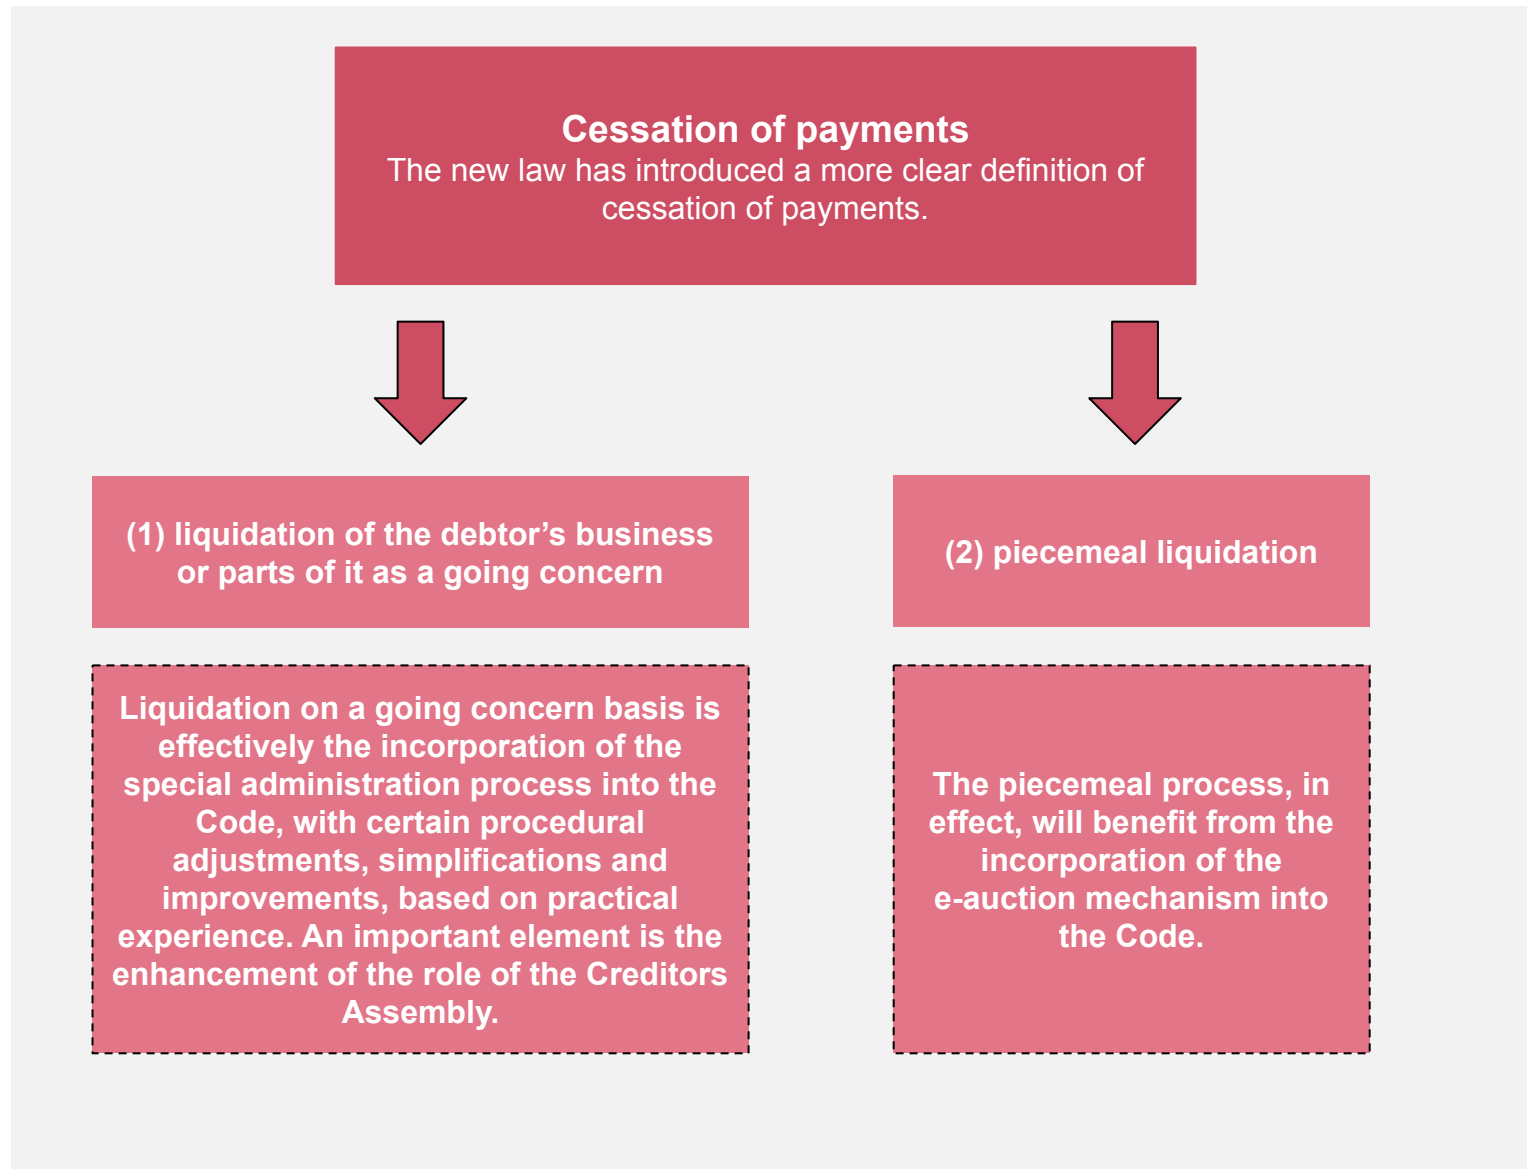 Cessation of payments
The new law has introduced a more clear definition of
cessation of payments.
(1) liquidation of the debtor’s business
or parts of it as a going concern
(2) piecemeal liquidation
Liquidation on a going concern basis is
effectively the incorporation of the
special administration process into the
Code, with certain procedural
adjustments, simplifications and
improvements, based on practical
experience. An important element is the
enhancement of the role of the Creditors
Assembly.
The piecemeal process, in
effect, will benefit from the
incorporation of the
e-auction mechanism into
the Code.